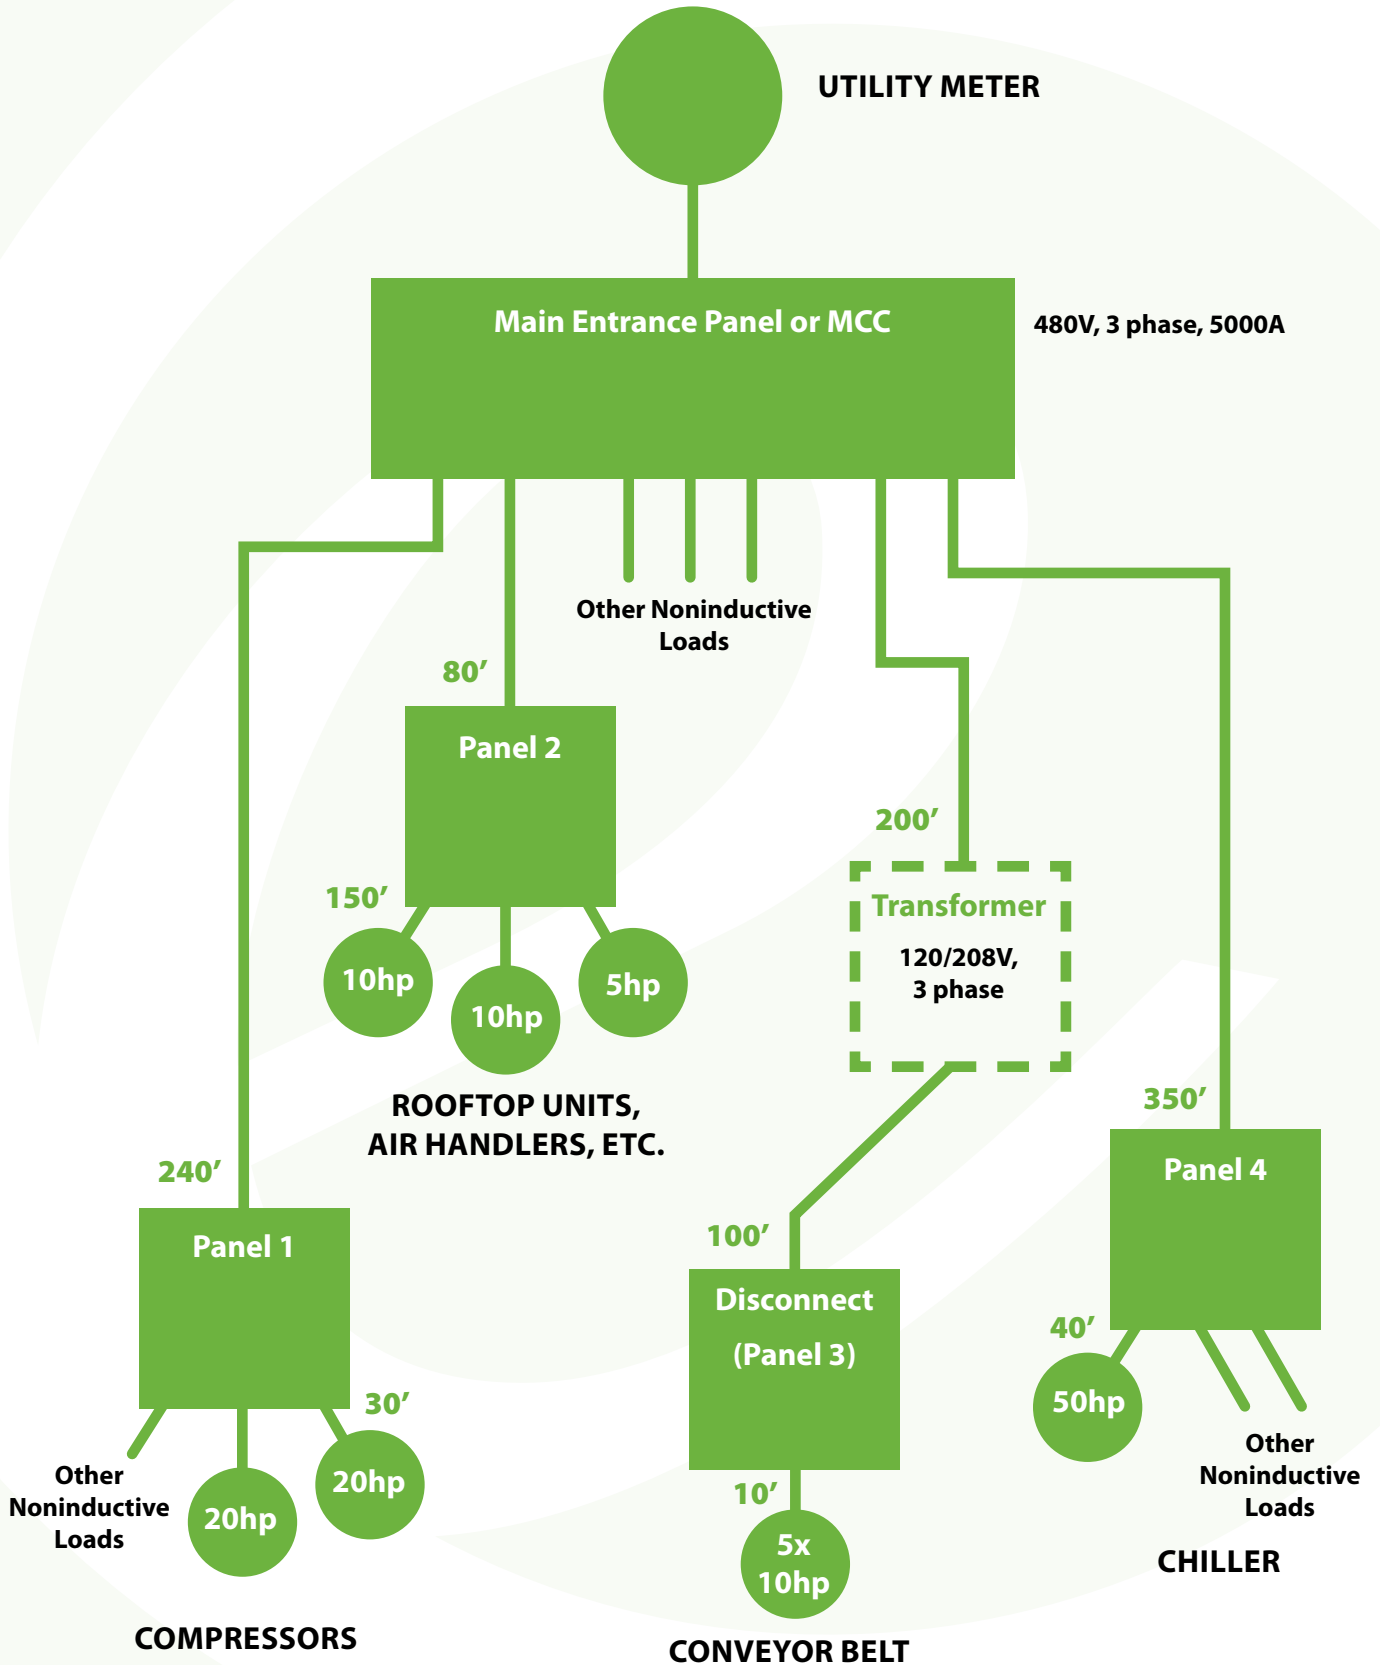 UTILITY METER
Main Entrance Panel or MCC
480V, 3 phase, 5000A
Other Noninductive
Loads
80’
Panel 2
150’
10hp
10hp
5hp
ROOFTOP UNITS,
AIR HANDLERS, ETC.
200’
Transformer
120/208V,
3 phase
350’
Panel 4
40’
50hp
Other
Noninductive
Loads
CHILLER
240’
Panel 1
30’
Other
Noninductive
Loads
20hp
20hp
COMPRESSORS
100’
Disconnect
(Panel 3)
10’
5x
10hp
CONVEYOR BELT